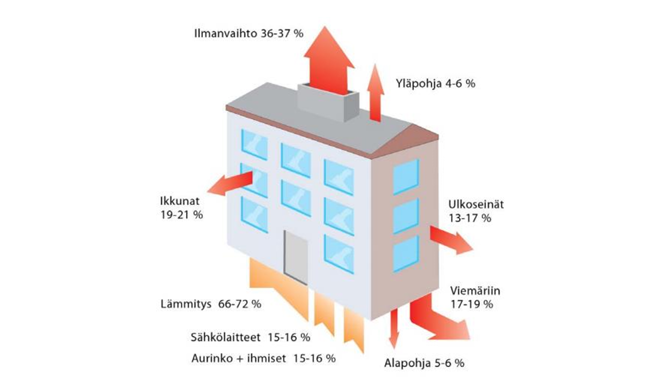 Ilmanvaihto 36-37 %
Yläpohja 4-6 %
Ikkunat
19-21 %
Ulkoseinät
13-17 %
Viemäriin
17-19 %
Lämmitys 66-72 %
Sähkölaitteet 15-16 %
Aurinko + ihmiset 15-16 %
Alapohja 5-6 %